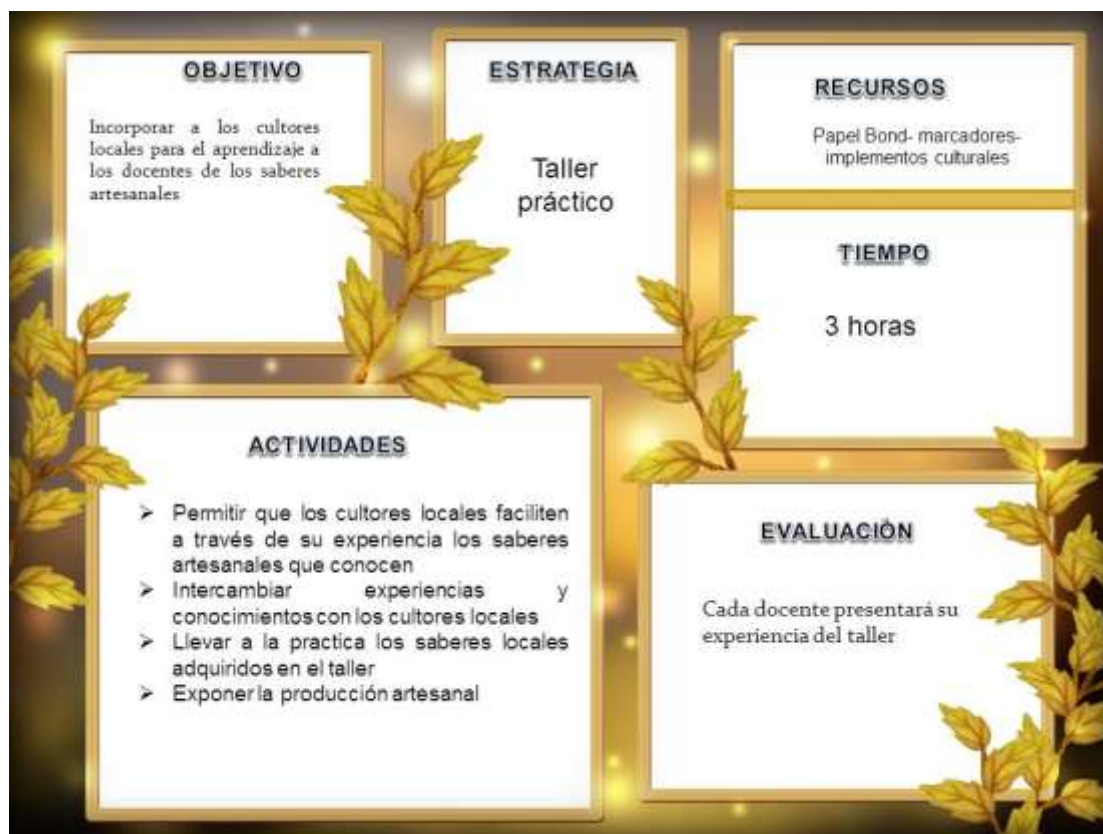 OBJETIVO
Incorporar a los cultores
locales para el aprendizaje a
los docentes de los saberes
artesanales
ESTRATEGIA
Taller
práctico
RECURSOS
Papel Bond- marcadores-
implementos culturales
TIEMPO
3 horas
ACTIVIDADES
➢ Permitir que los cultores locales faciliten
a través de su experiencia los saberes
artesanales que conocen
➢ Intercambiar experiencias y
conocimientos con los cultores locales
➢ Llevar a la practica los saberes locales
adquiridos en el taller
➢ Exponer la producción artesanal
EVALUACIÓN
Cada docente presentará su
experiencia del taller